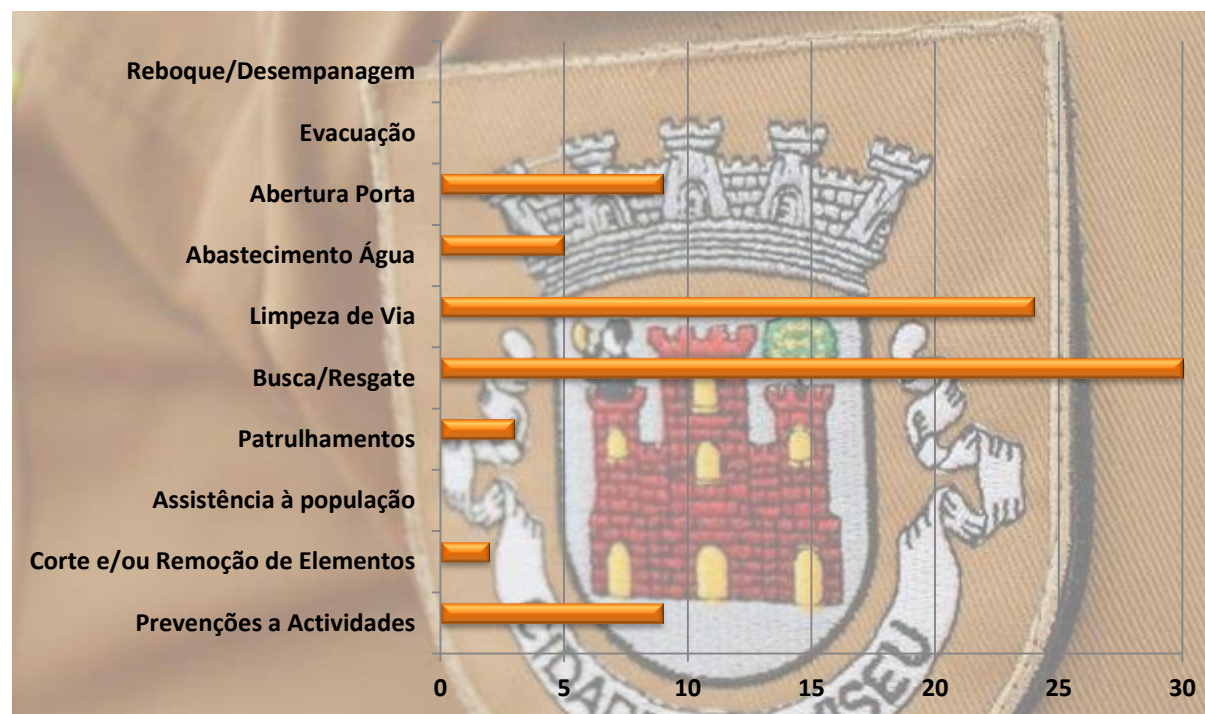 Reboque/Desempanagem
Evacuação
Abertura Porta
Abastecimento Água
Limpeza de Via
Busca/Resgate
Patrulhamentos
Assistência à população
Corte e/ou Remoção de Elementos
Prevenções a Actividades
0 5 10 15 20 25 30